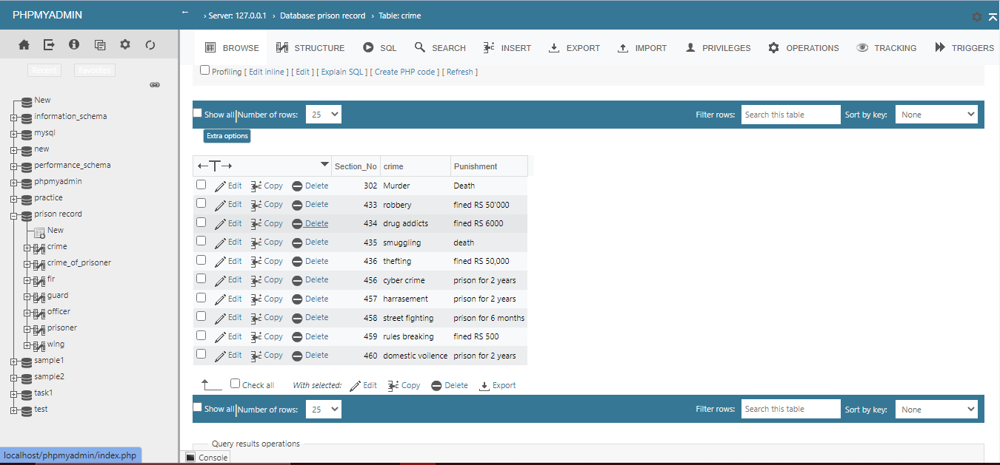 PHPMYADMIN
← › Server: 127.0.0.1 › Database: prison record › Table: crime
BROWSE STRUCTURE SQL SEARCH INSERT EXPORT IMPORT PRIVILEGES OPERATIONS TRACKING TRIGGERS
Recent Favorites
Profiling [ Edit inline ] [ Edit ] [ Explain SQL ] [ Create PHP code ] [ Refresh ]
New
information_schema
mysql
new
performance_schema
phpmyadmin
practice
prison record
New
crime
crime_of_prisoner
fir
guard
officer
prisoner
wing
sample1
sample2
task1
test
Show all Number of rows: 25 Filter rows: Search this table Sort by key: None
Extra options
←T→ Section_No crime Punishment
Edit Copy Delete 302 Murder Death
Edit Copy Delete 433 robbery fined RS 50'000
Edit Copy Delete 434 drug addicts fined RS 6000
Edit Copy Delete 435 smuggling death
Edit Copy Delete 436 thefting fined RS 50,000
Edit Copy Delete 456 cyber crime prison for 2 years
Edit Copy Delete 457 harrasement prison for 2 years
Edit Copy Delete 458 street fighting prison for 6 months
Edit Copy Delete 459 rules breaking fined RS 500
Edit Copy Delete 460 domestic voilence prison for 2 years
Check all With selected: Edit Copy Delete Export
Show all Number of rows: 25 Filter rows: Search this table Sort by key: None
Query results operations
localhost/phpmyadmin/index.php
Console